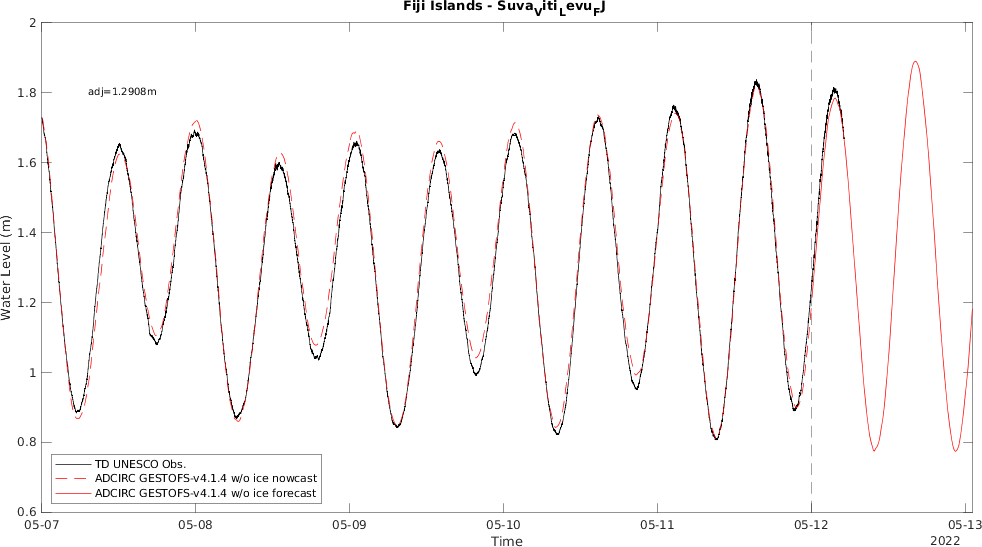 Fiji Islands - Suva_Viti_Levu_FJ
2
1.8
1.6
1.4
1.2
1
0.8
0.6
Water Level (m)
adj=1.2908m
TD UNESCO Obs.
ADCIRC GESTOFS-v4.1.4 w/o ice nowcast
ADCIRC GESTOFS-v4.1.4 w/o ice forecast
05-07 05-08 05-09 05-10 05-11 05-12 05-13
Time
2022